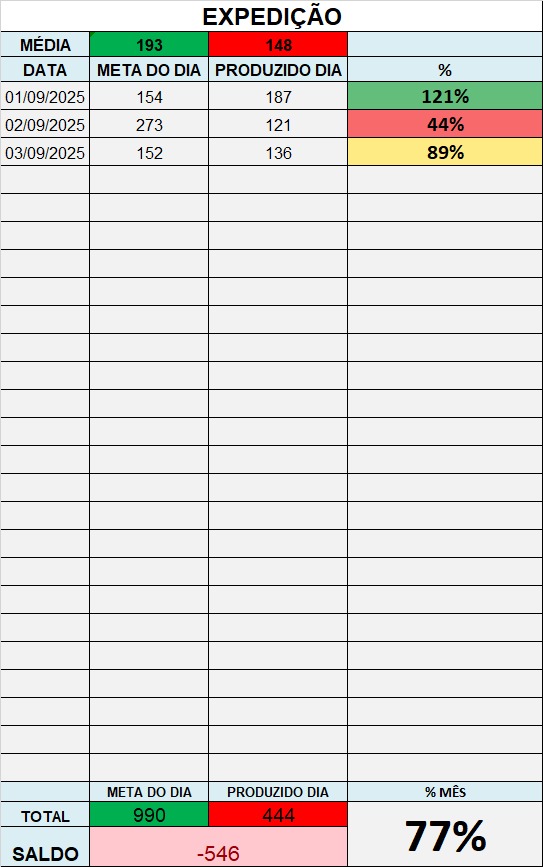 EXPEDIÇÃO
MÉDIA 193 148
DATA META DO DIA PRODUZIDO DIA %
01/09/2025 154 187 121%
02/09/2025 273 121 44%
03/09/2025 152 136 89%
META DO DIA PRODUZIDO DIA % MÊS
TOTAL 990 444 77%
SALDO -546